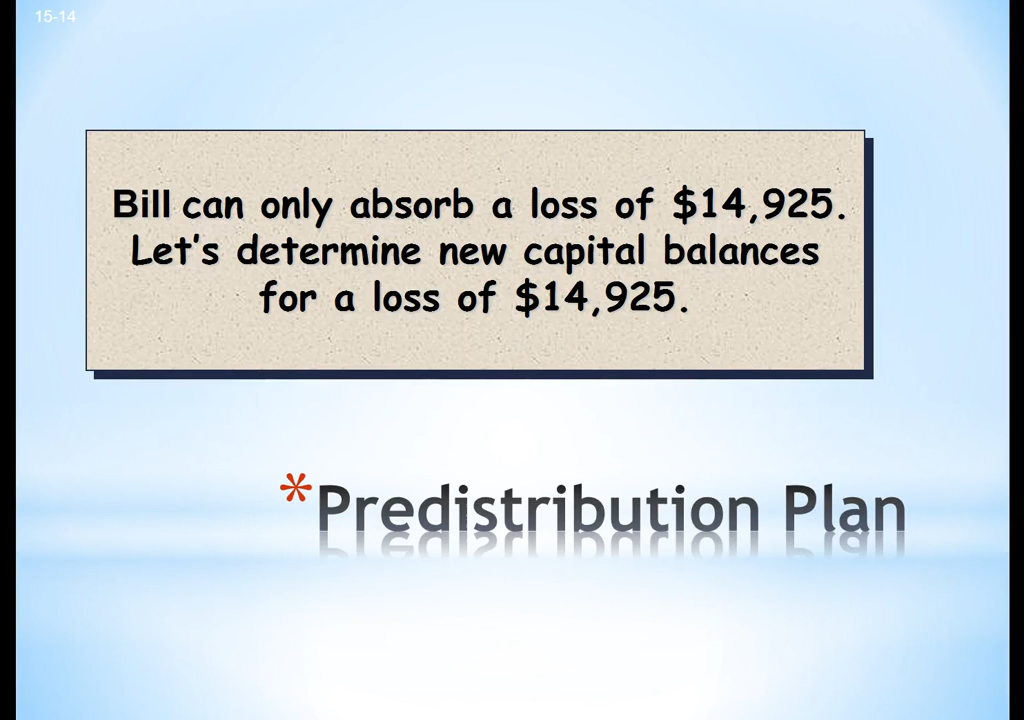 15-14
Bill can only absorb a loss of $14,925.
Let's determine new capital balances
for a loss of $14,925.
*Predistribution Plan